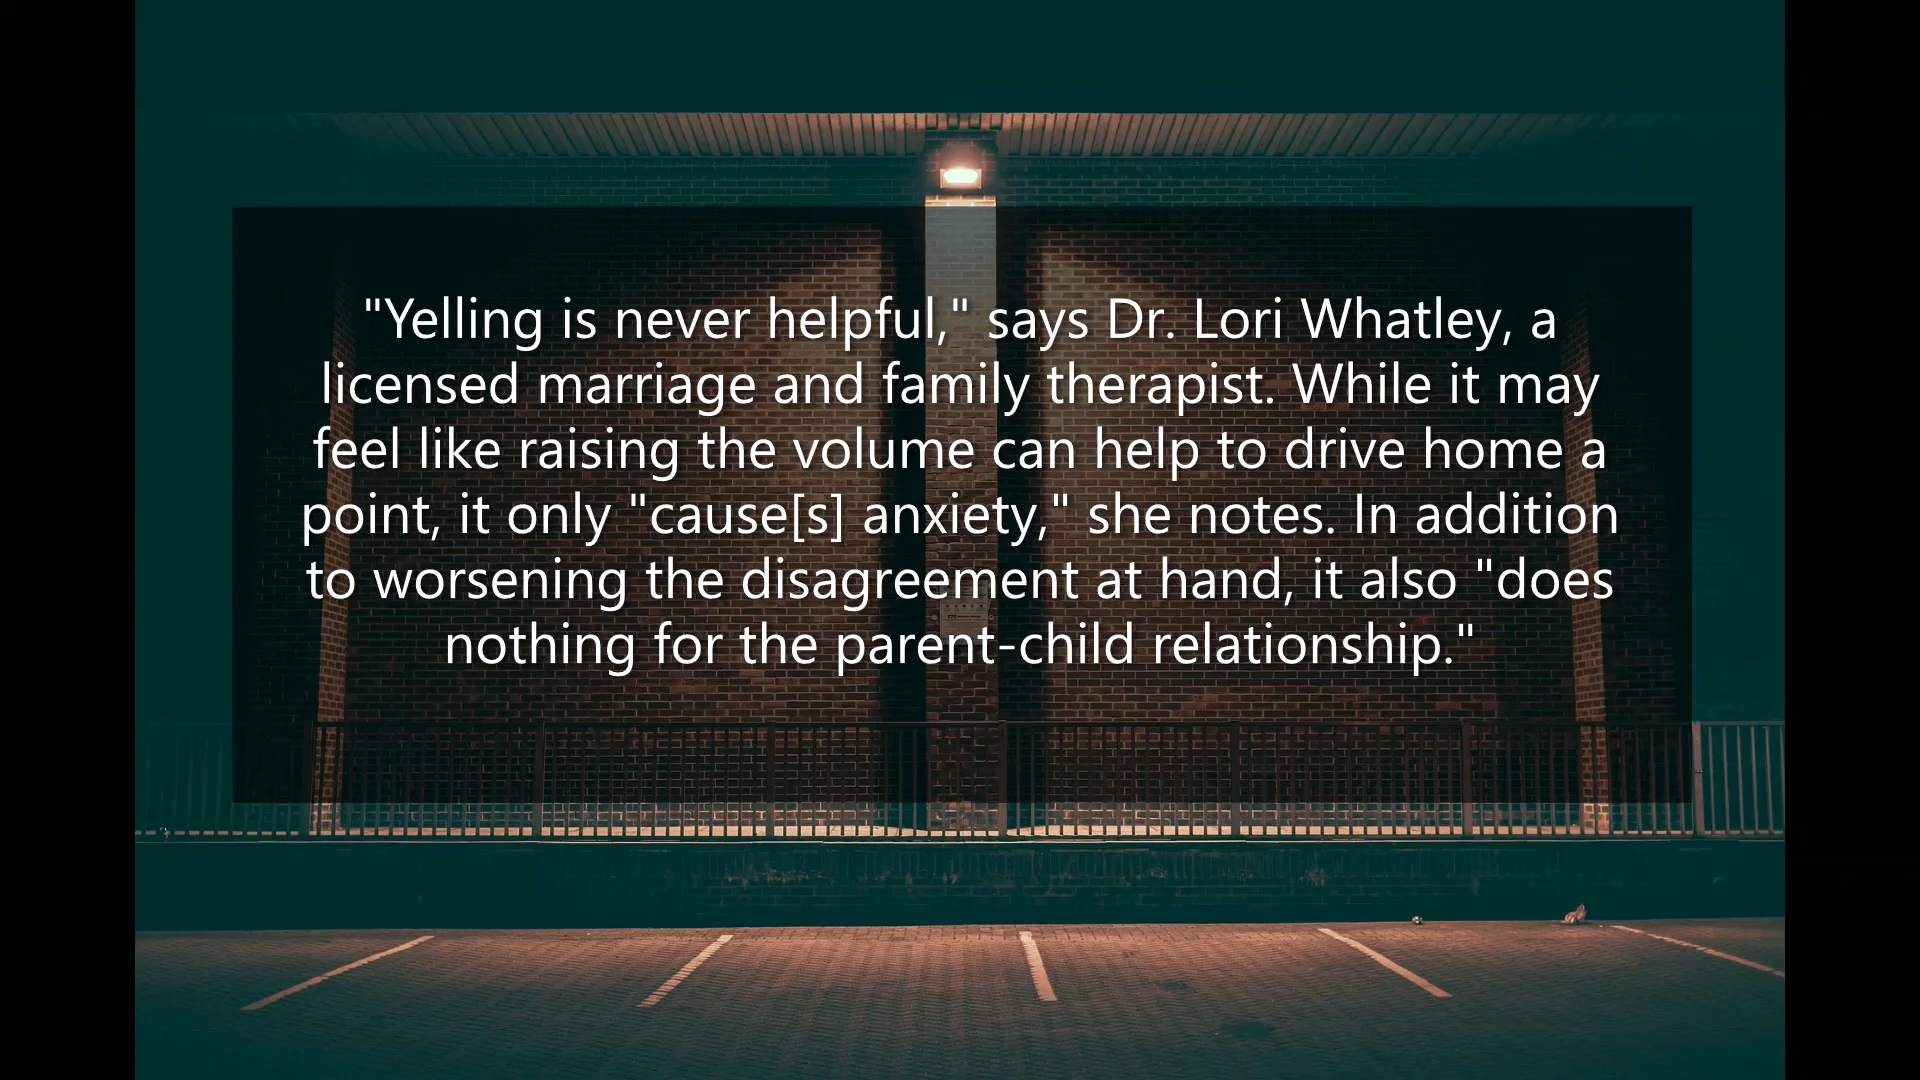 "Yelling is never helpful," says Dr. Lori Whatley, a
licensed marriage and family therapist. While it may
feel like raising the volume can help to drive home a
point, it only "cause[s] anxiety," she notes. In addition
to worsening the disagreement at hand, it also "does
nothing for the parent-child relationship."